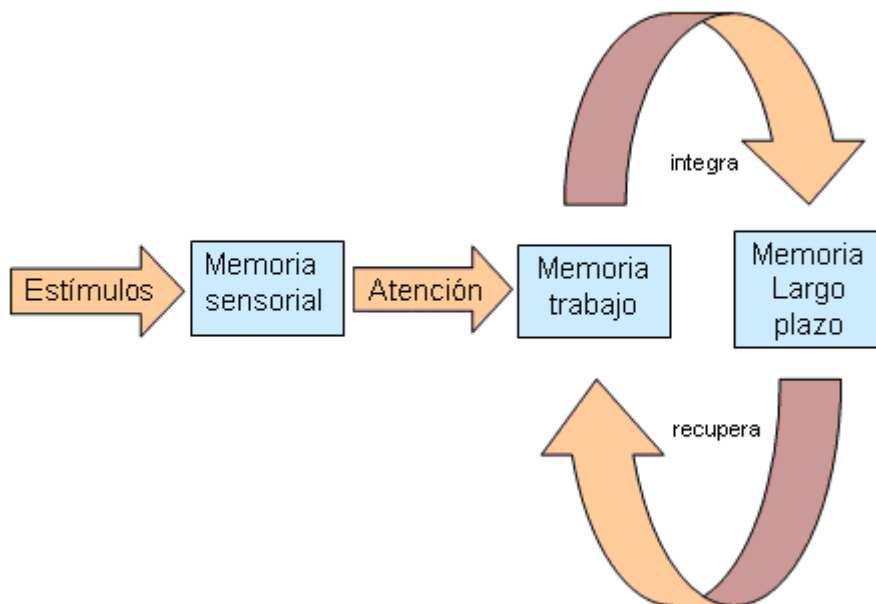 integra
Estímulos
Memoria
sensorial
Atención
Memoria
trabajo
Memoria
Largo
plazo
recupera